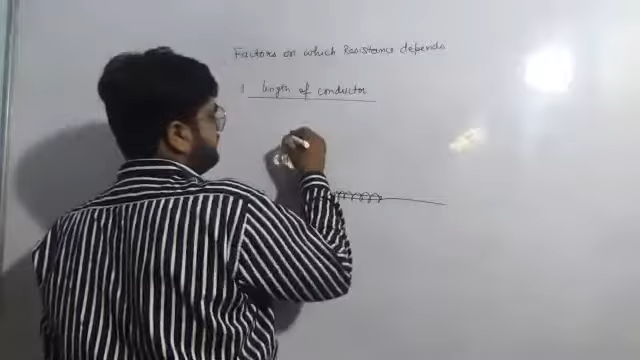 Factors on which Resistance depends
1 length of conductor